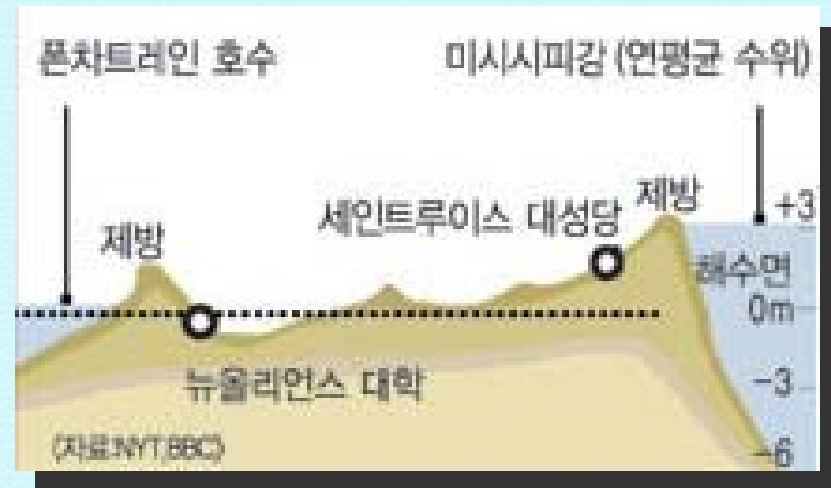 폰차트레인 호수
미시시피강 (연평균 수위)
제방
세인트루이스 대성당
제방
+3
해수면
0m
뉴올리언스 대학
-3
-6
(자료:NYT,BBC)